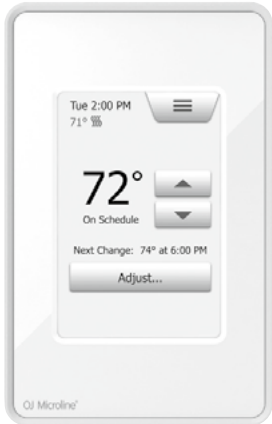 Tue 2:00 PM
71°
72°
On Schedule
Next Change: 74° at 6:00 PM
Adjust...
OJ Microline®